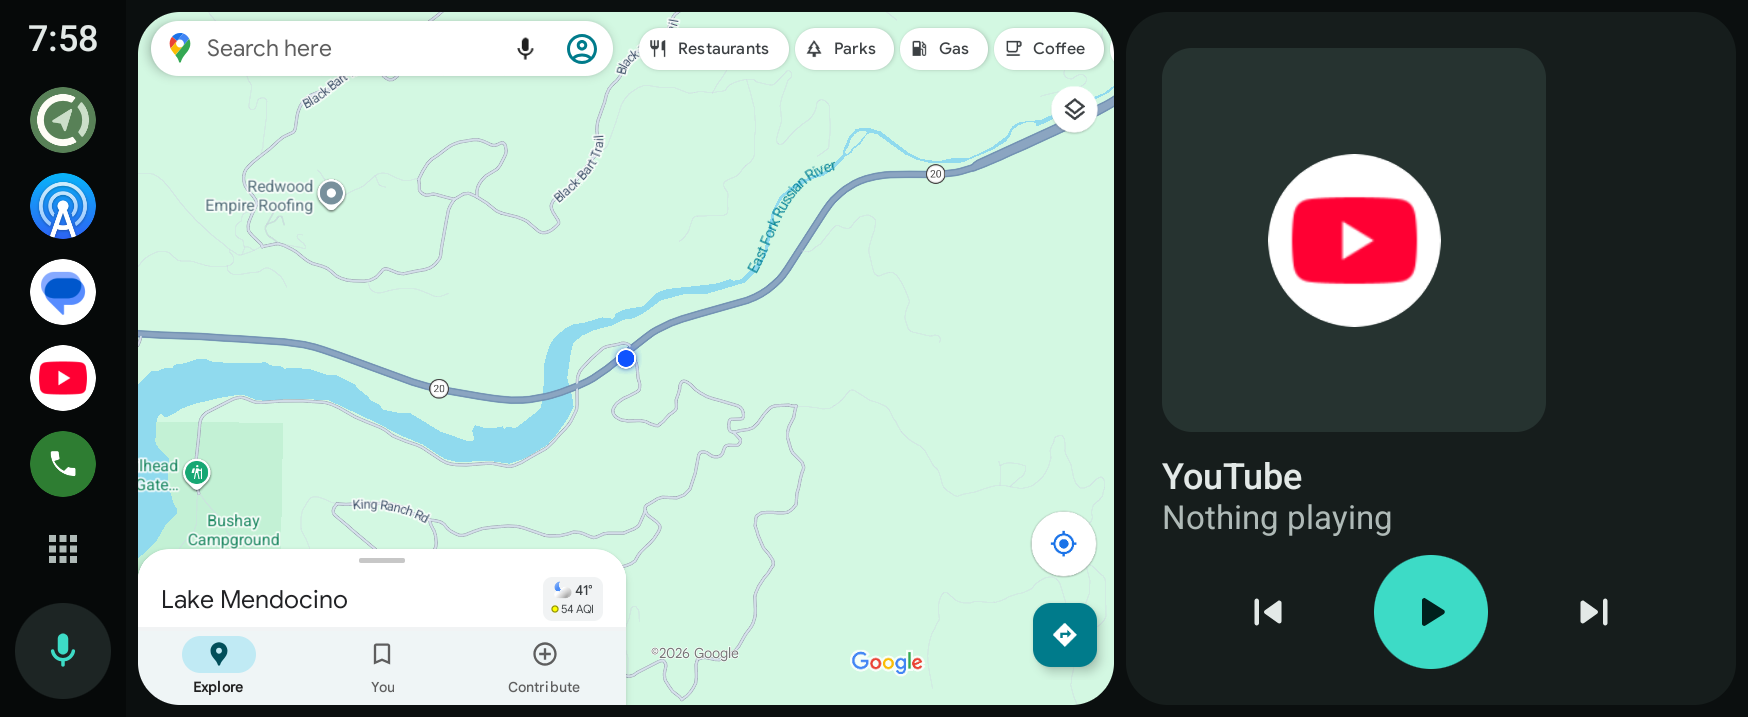 7:58
Search here
Restaurants
Parks
Gas
Coffee
Black Bart
Black
Black Bart Trail
Redwood
Empire Roofing
East Fork Russian River
20
20
lhead
Gate...
Bushay
Campground
King Ranch Rd
Lake Mendocino
41°
54 AQI
Explore
You
Contribute
©2026 Google
Google
YouTube
Nothing playing